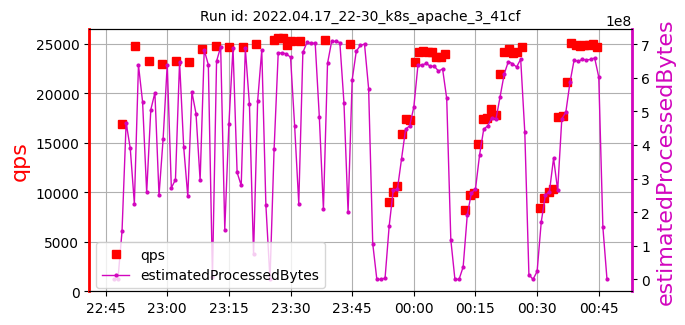 Run id: 2022.04.17_22-30_k8s_apache_3_41cf
1e8
25000
20000
15000
10000
5000
0
qps
7
6
5
4
3
2
1
0
estimatedProcessedBytes
qps
estimatedProcessedBytes
22:45 23:00 23:15 23:30 23:45 00:00 00:15 00:30 00:45